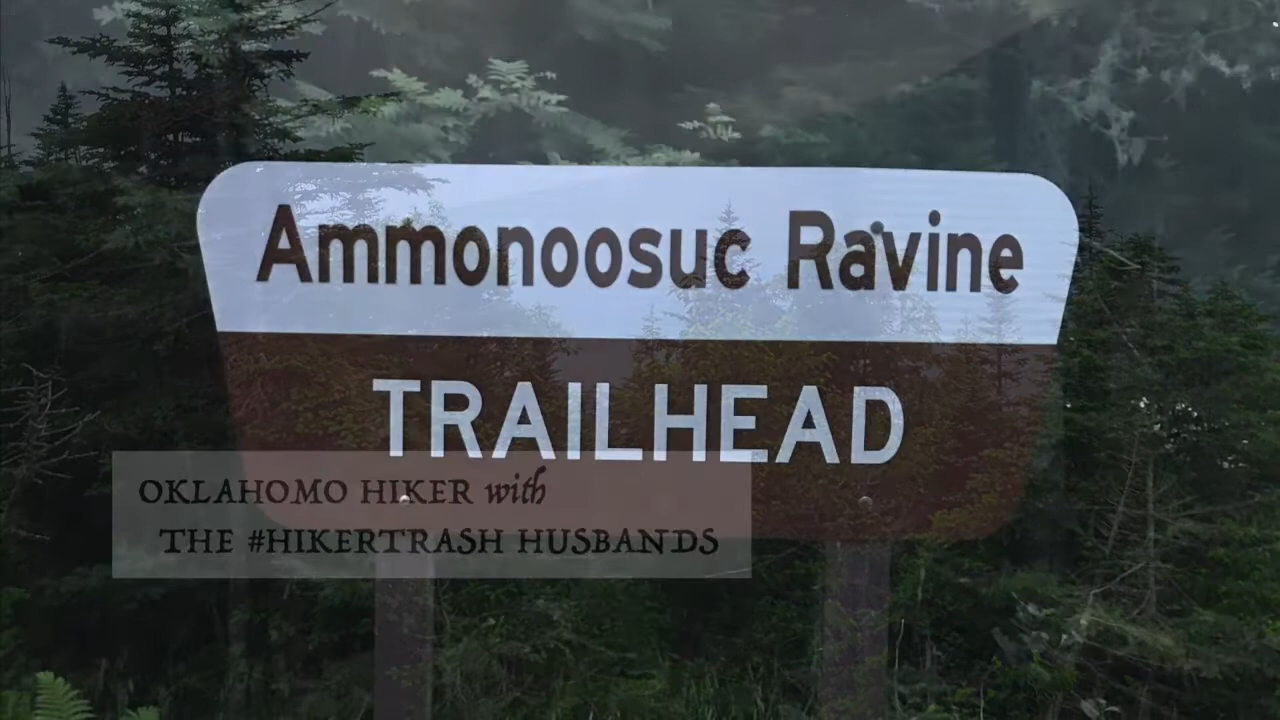 Ammonoosuc Ravine
TRAILHEAD
OKLAHOMO HIKER with
THE #HIKERTRASH HUSBANDS